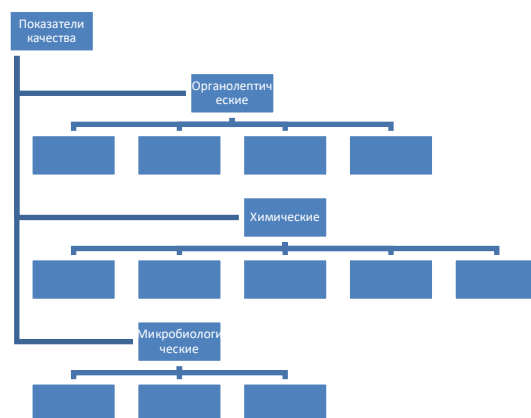 Показатели
качества
Органолептич
еские
Химические
Микробиологи
ческие